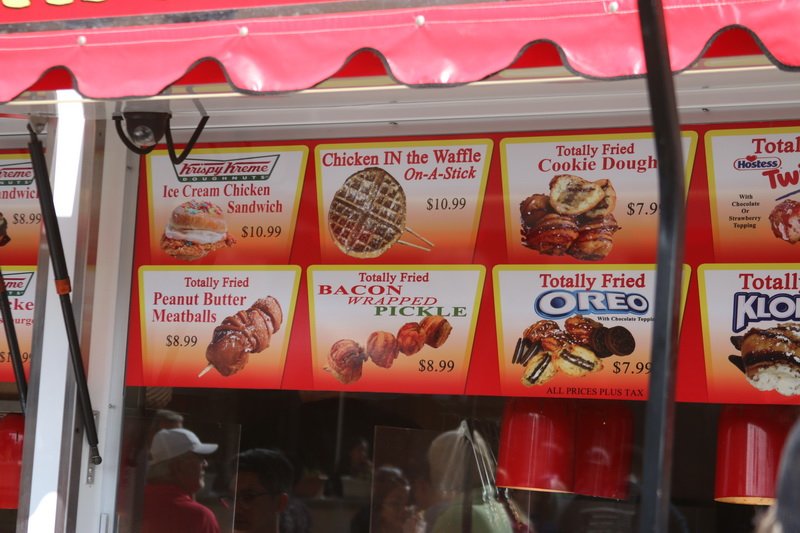 Krispy Kreme
DOUGHNUTS
Ice Cream Chicken
Sandwich
$10.99
Chicken IN the Waffle
On-A-Stick
$10.99
Totally Fried
Cookie Dough
$7.9
Hostess
With
Chocolate
Or
Strawberry
Topping
$8.99
Totally Fried
Peanut Butter
Meatballs
$8.99
Totally Fried
BACON
WRAPPED
PICKLE
$8.99
Totally Fried
OREO
With Chocolate Topping
$7.99
ALL PRICES PLUS TAX